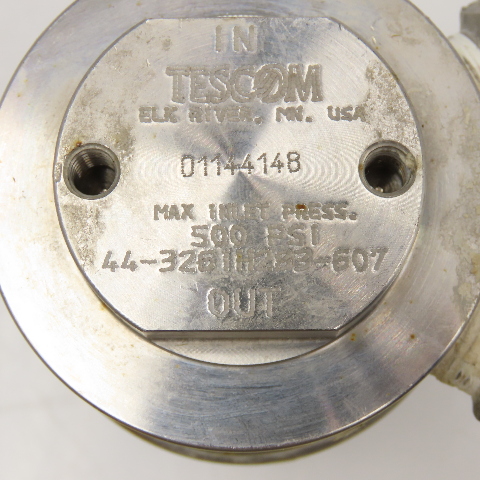 IN
TESCOM
ELK RIVER, MN. USA
01144148
MAX INLET PRESS.
500 PSI
OUT